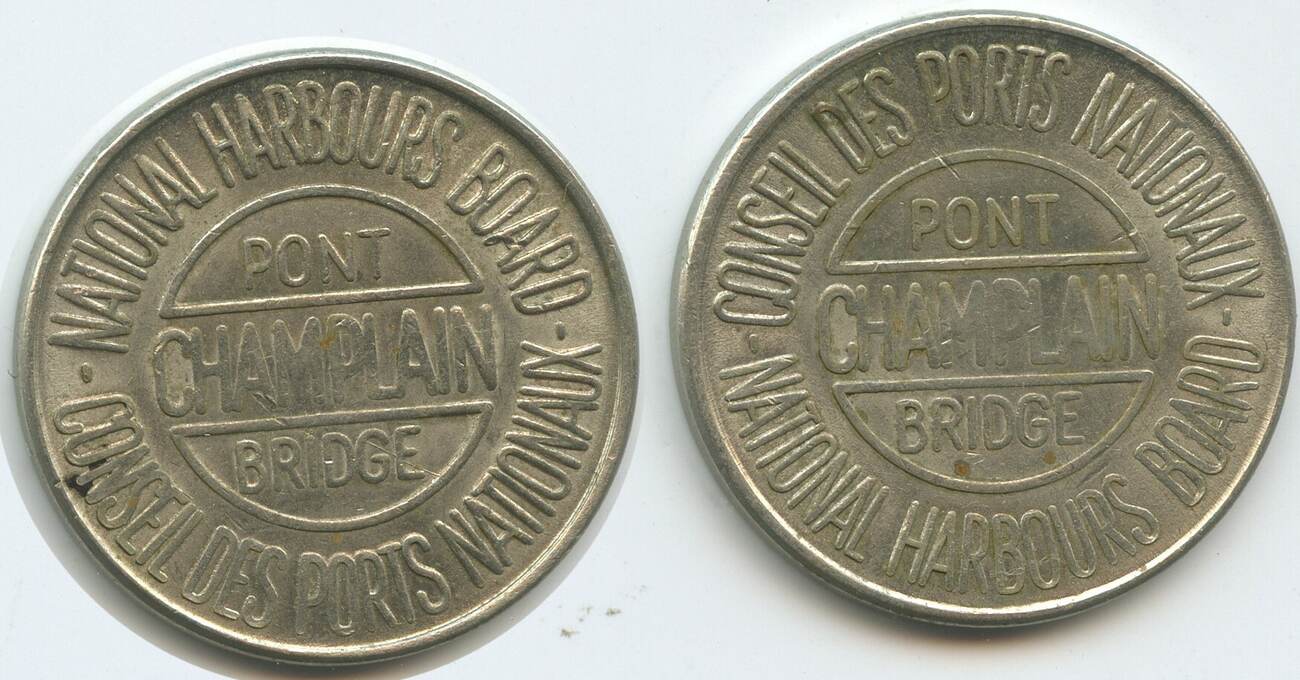 NATIONAL HARBOURS BOARD
PONT
CHAMPLAIN
BRIDGE
CONSEIL DES PORTS NATIONAUX
CONSEIL DES PORTS NATIONAUX
PONT
CHAMPLAIN
BRIDGE
NATIONAL HARBOURS BOARD